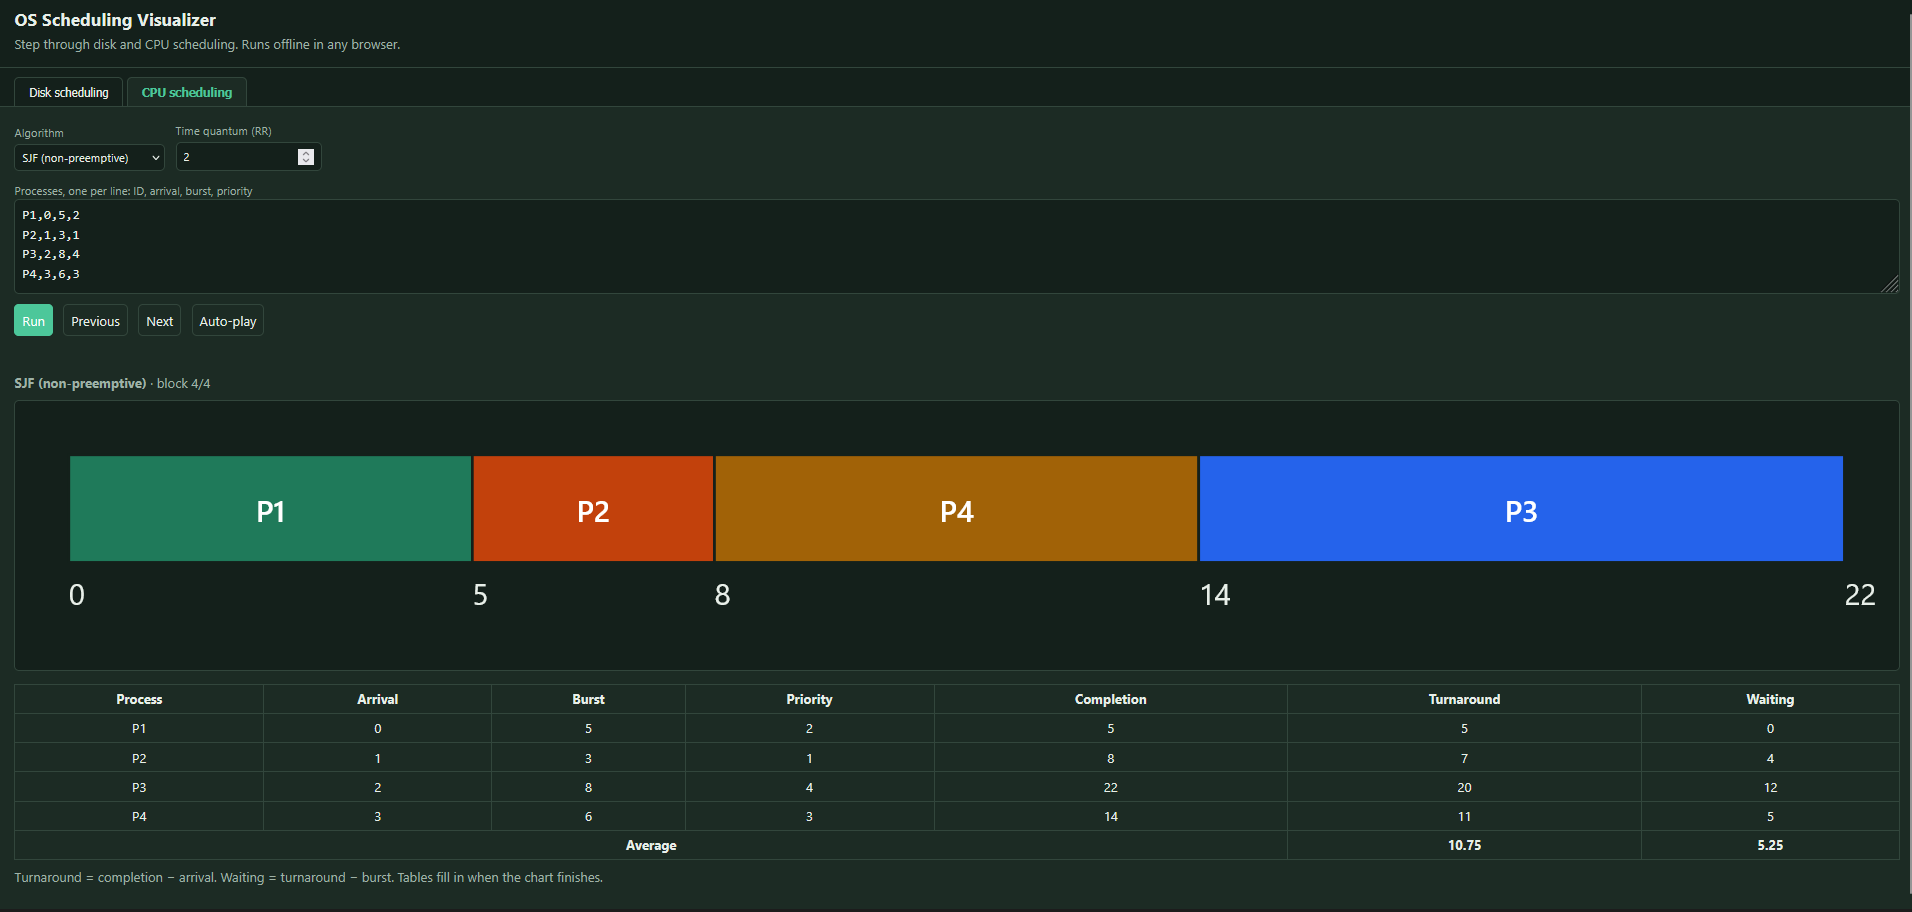 OS Scheduling Visualizer
Step through disk and CPU scheduling. Runs offline in any browser.
Disk scheduling CPU scheduling
Algorithm Time quantum (RR)
SJF (non-preemptive) 2
Processes, one per line: ID, arrival, burst, priority
P1,0,5,2
P2,1,3,1
P3,2,8,4
P4,3,6,3
Run Previous Next Auto-play
SJF (non-preemptive) · block 4/4
P1 P2 P4 P3
0 5 8 14 22
Process Arrival Burst Priority Completion Turnaround Waiting
P1 0 5 2 5 5 0
P2 1 3 1 8 7 4
P3 2 8 4 22 20 12
P4 3 6 3 14 11 5
Average 10.75 5.25
Turnaround = completion − arrival. Waiting = turnaround − burst. Tables fill in when the chart finishes.